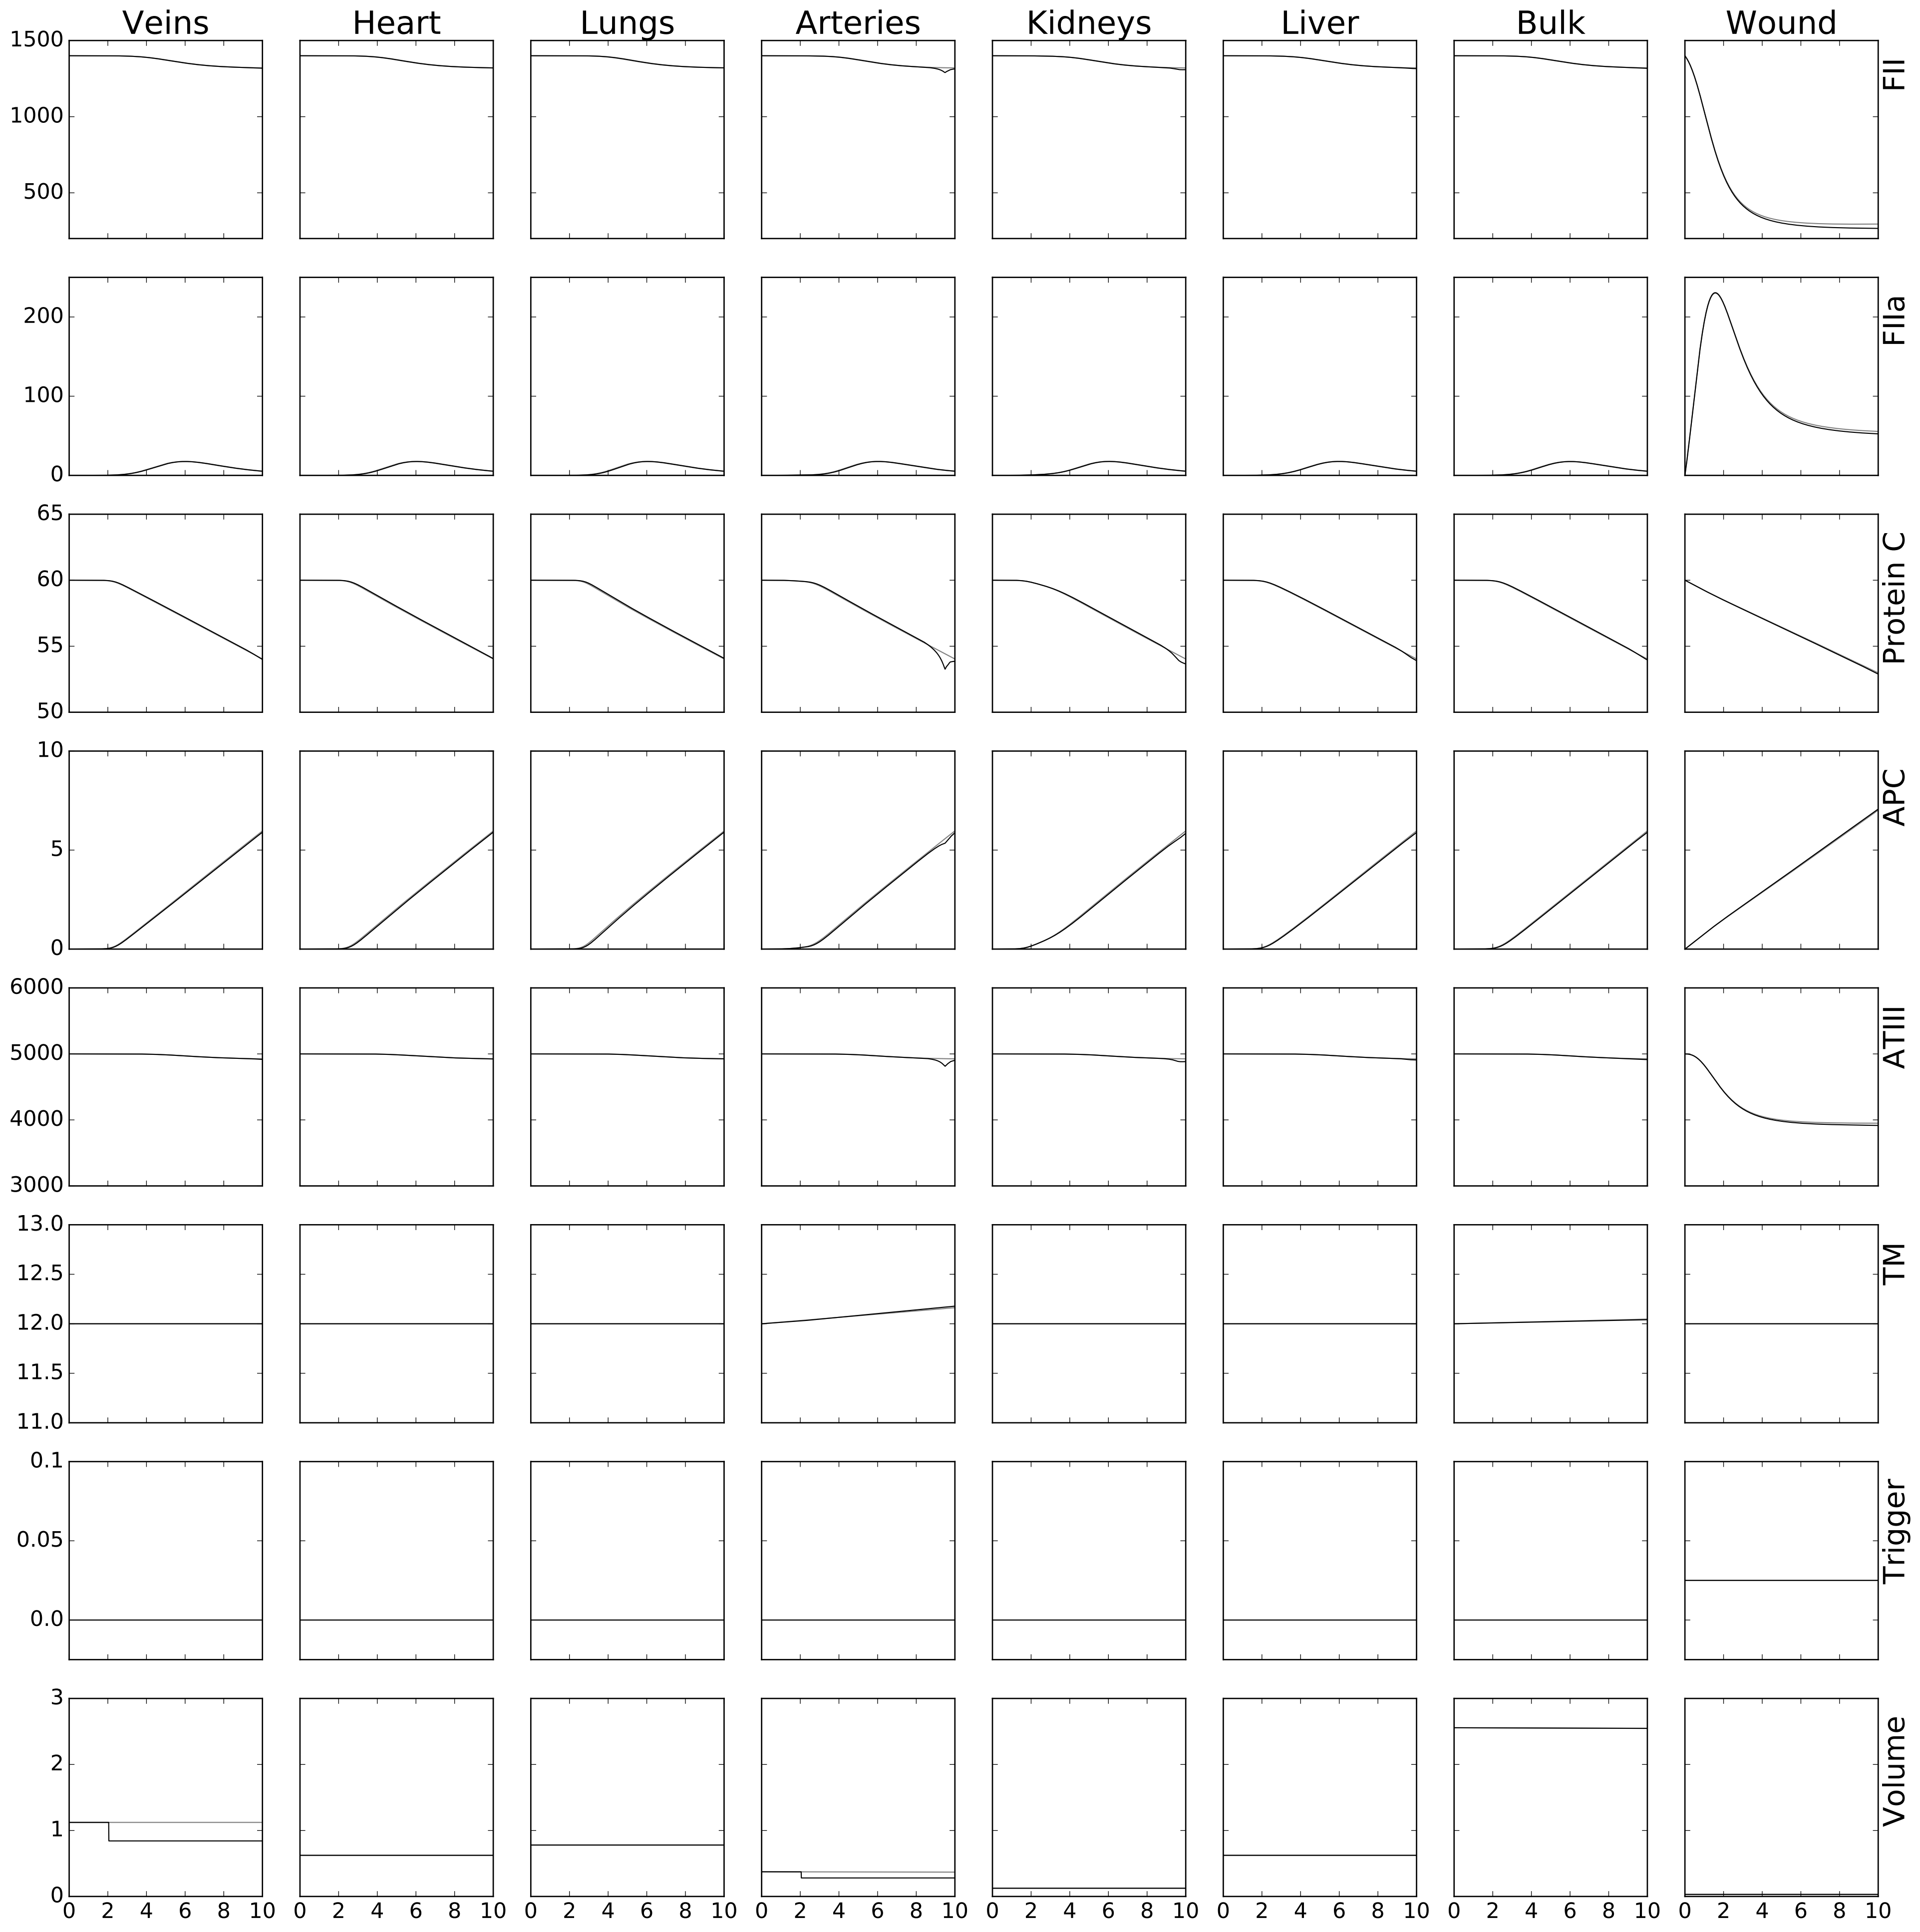 Veins Heart Lungs Arteries Kidneys Liver Bulk Wound
1500
1000
500
FII
200
100
0
FIIa
65
60
55
50
Protein C
10
5
0
APC
6000
5000
4000
3000
ATIII
13.0
12.5
12.0
11.5
11.0
TM
0.1
0.05
0.0
Trigger
3
2
1
0
Volume
0 2 4 6 8 10 0 2 4 6 8 10 0 2 4 6 8 10 0 2 4 6 8 10 0 2 4 6 8 10 0 2 4 6 8 10 0 2 4 6 8 10 0 2 4 6 8 10